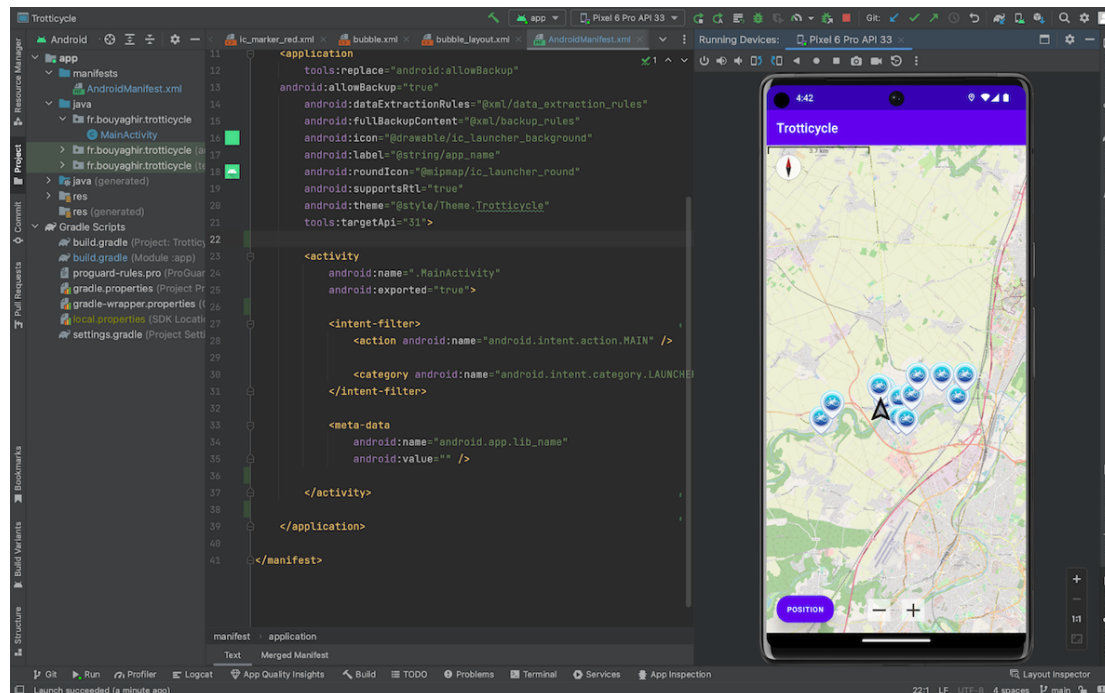 Trotticycle
app
Pixel 6 Pro API 33
Git:
Android
ic_marker_red.xml
bubble.xml
bubble_layout.xml
AndroidManifest.xml
Running Devices:
Pixel 6 Pro API 33
Resource Manager
Project
Commit
Pull Requests
Bookmarks
Build Variants
Structure
app
manifests
AndroidManifest.xml
java
fr.bouyaghir.trotticycle
MainActivity
fr.bouyaghir.trotticycle
fr.bouyaghir.trotticycle
java (generated)
res
res (generated)
Gradle Scripts
build.gradle (Project: Trotticy
build.gradle (Module :app)
proguard-rules.pro (ProGuar
gradle.properties (Project Pr
gradle-wrapper.properties (
local.properties (SDK Locati
settings.gradle (Project Setti
1
11 <application
12 tools:replace="android:allowBackup"
13 android:allowBackup="true"
14 android:dataExtractionRules="@xml/data_extraction_rules"
15 android:fullBackupContent="@xml/backup_rules"
16 android:icon="@drawable/ic_launcher_background"
17 android:label="@string/app_name"
18 android:roundIcon="@mipmap/ic_launcher_round"
19 android:supportsRtl="true"
20 android:theme="@style/Theme.Trotticycle"
21 tools:targetApi="31">
22
23 <activity
24 android:name=".MainActivity"
25 android:exported="true">
26
27 <intent-filter>
28 <action android:name="android.intent.action.MAIN" />
29
30 <category android:name="android.intent.category.LAUNCHE
31 </intent-filter>
32
33 <meta-data
34 android:name="android.app.lib_name"
35 android:value="" />
36
37 </activity>
38
39 </application>
40
41 </manifest>
manifest › application
Text
Merged Manifest
4:42
Trotticycle
3.7 km
POSITION
1:1
Git
Run
Profiler
Logcat
App Quality Insights
Build
TODO
Problems
Terminal
Services
App Inspection
Layout Inspector
Launch succeeded (a minute ago)
22:1
LF
UTF-8
4 spaces
main